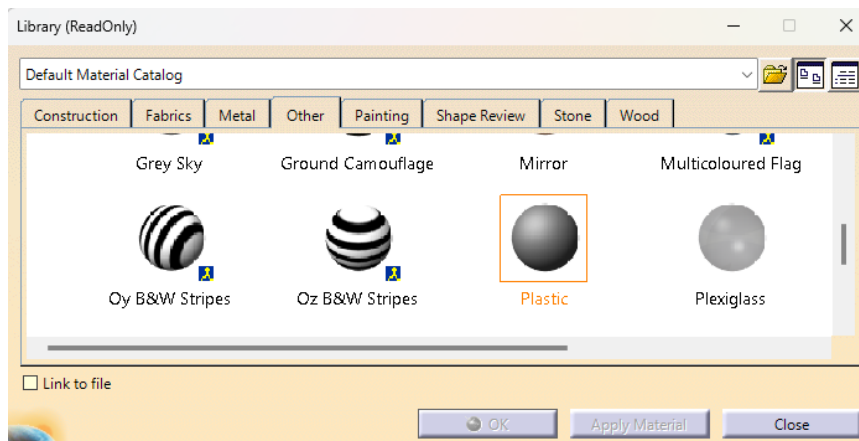 Library (ReadOnly)
Default Material Catalog
Construction Fabrics Metal Other Painting Shape Review Stone Wood
Grey Sky Ground Camouflage Mirror Multicoloured Flag
Oy B&W Stripes Oz B&W Stripes Plastic Plexiglass
Link to file
OK Apply Material Close